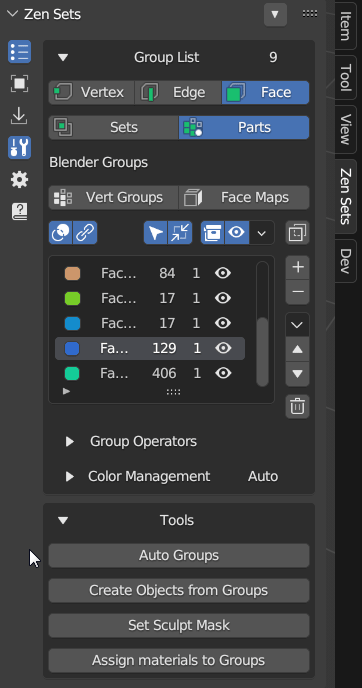 Zen Sets
Group List 9
Vertex Edge Face
Sets Parts
Blender Groups
Vert Groups Face Maps
Fac... 84 1
Fac... 17 1
Fac... 17 1
Fa... 129 1
Fa... 406 1
Group Operators
Color Management Auto
Tools
Auto Groups
Create Objects from Groups
Set Sculpt Mask
Assign materials to Groups
Item
Tool
View
Zen Sets
Dev